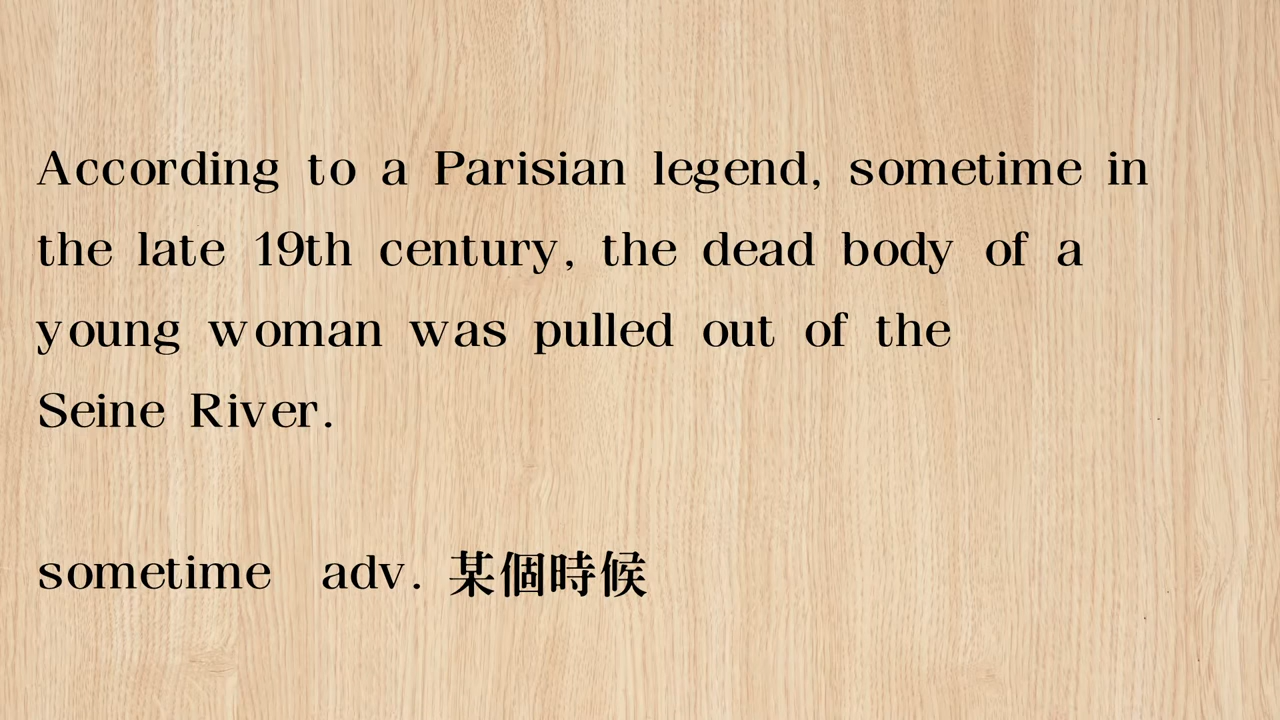 According to a Parisian legend, sometime in
the late 19th century, the dead body of a
young woman was pulled out of the
Seine River.
sometime adv. 某個時候